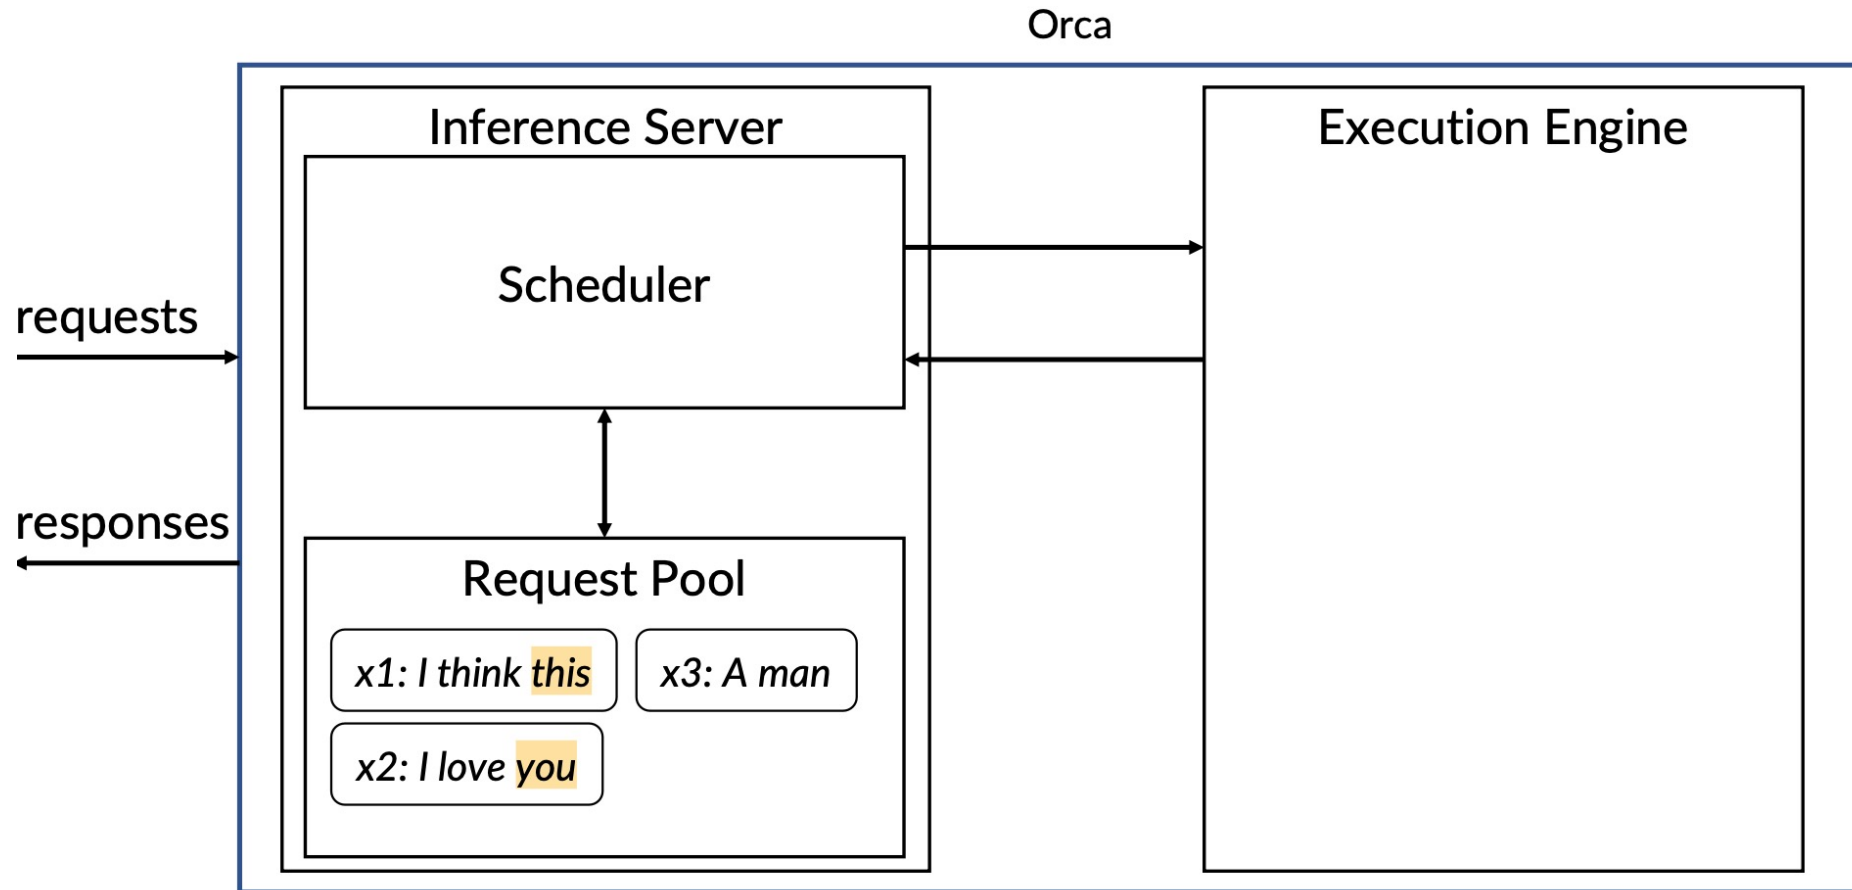 Orca
Inference Server
Execution Engine
Scheduler
requests
responses
Request Pool
x1: I think this
x3: A man
x2: I love you